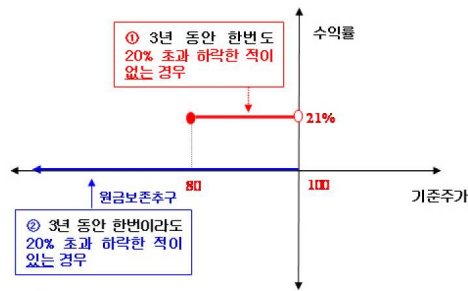 ① 3년 동안 한번도
20% 초과 하락한 적이
없는 경우
수익률
21%
80
100
기준주가
원금보존추구
② 3년 동안 한번이라도
20% 초과 하락한 적이
있는 경우